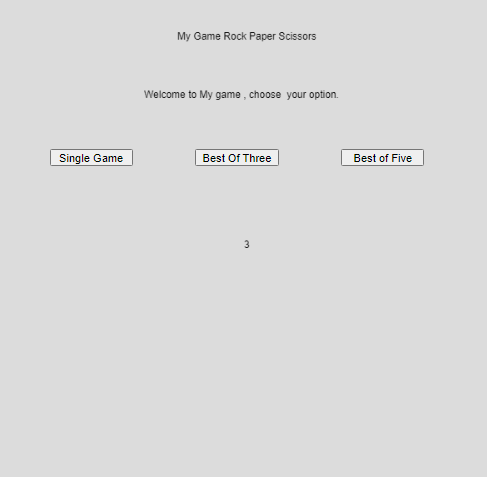 My Game Rock Paper Scissors
Welcome to My game , choose  your option.
Single Game
Best Of Three
Best of Five
3